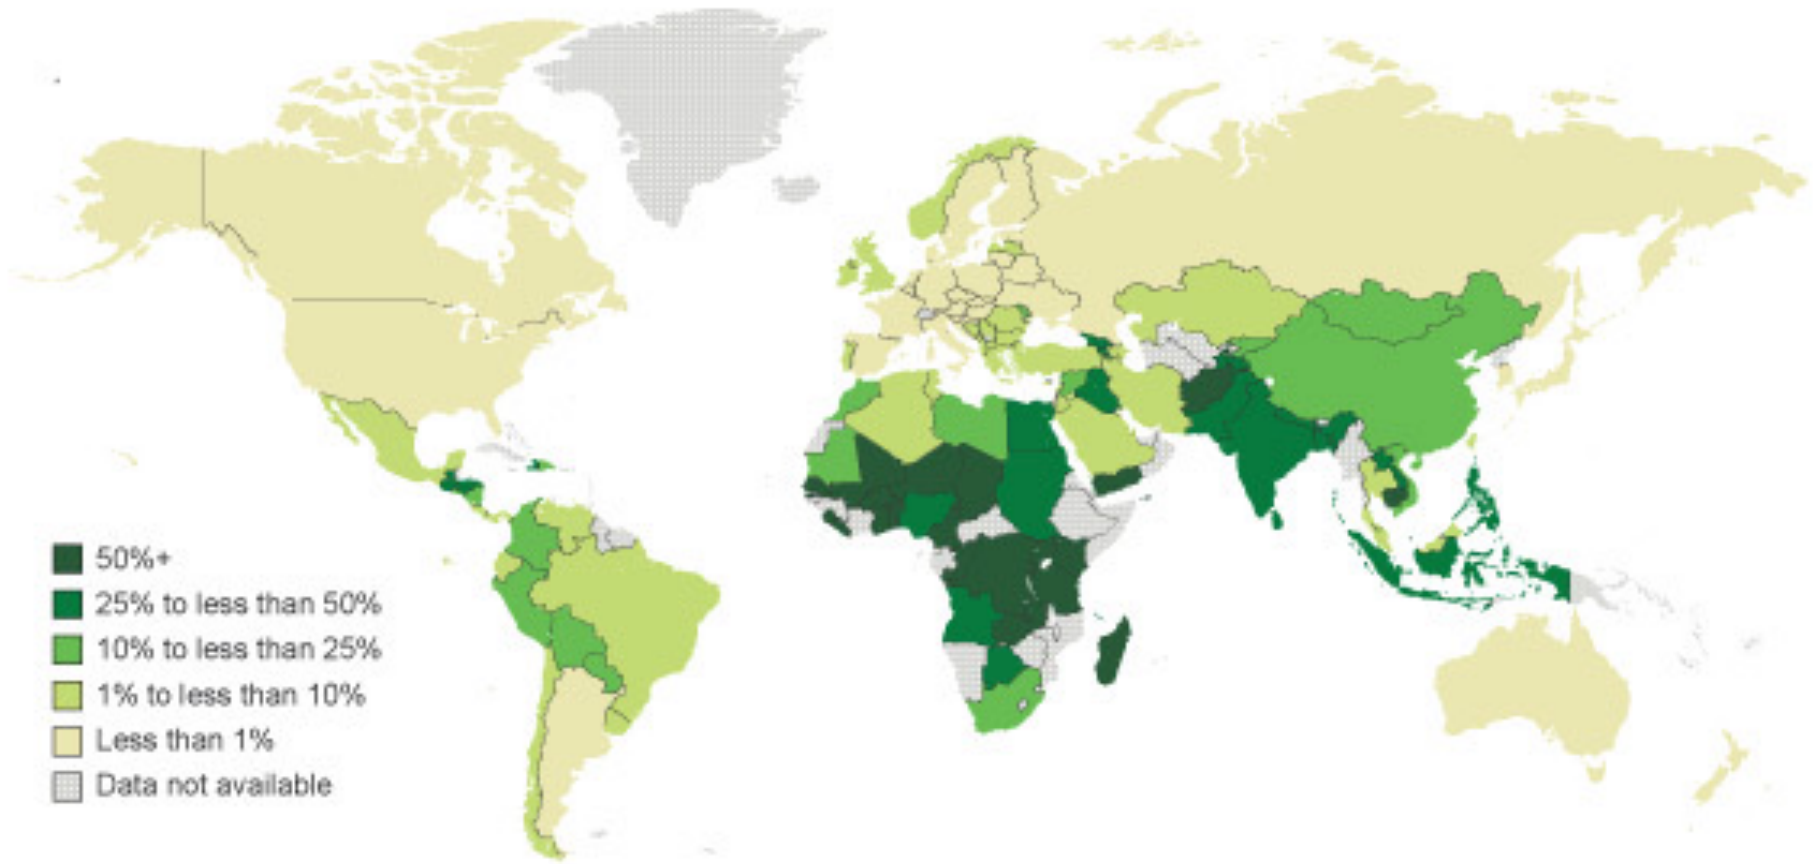 50%+
25% to less than 50%
10% to less than 25%
1% to less than 10%
Less than 1%
Data not available